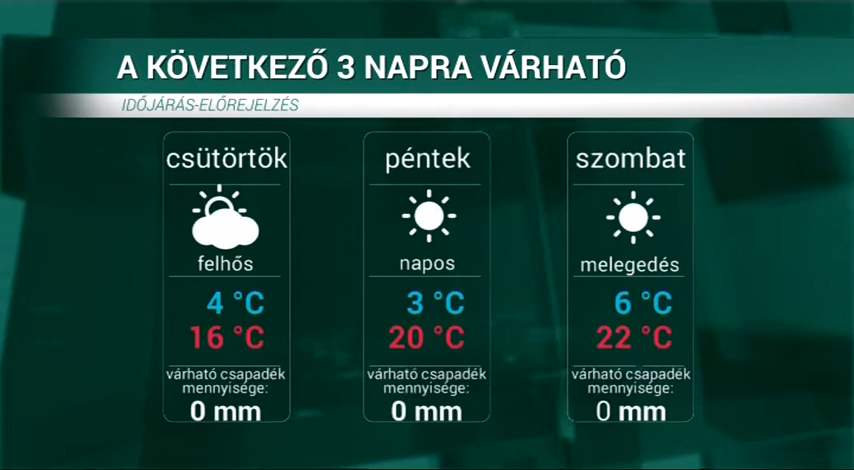 A KÖVETKEZŐ 3 NAPRA VÁRHATÓ
IDŐJÁRÁS-ELŐREJELZÉS
csütörtök
felhős
4 °C
16 °C
várható csapadék
mennyisége:
0 mm
péntek
napos
3 °C
20 °C
várható csapadék
mennyisége:
0 mm
szombat
melegedés
6 °C
22 °C
várható csapadék
mennyisége:
0 mm